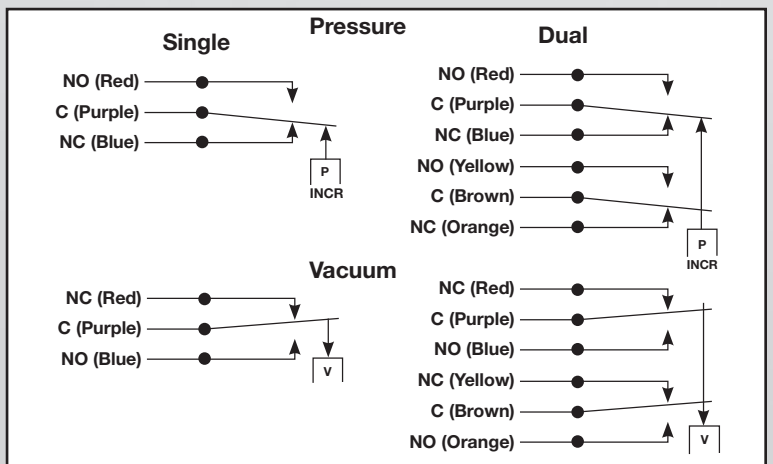 Pressure
Single
NO (Red)
C (Purple)
NC (Blue)
P
INCR
Dual
NO (Red)
C (Purple)
NC (Blue)
NO (Yellow)
C (Brown)
NC (Orange)
P
INCR
Vacuum
NC (Red)
C (Purple)
NO (Blue)
V
NC (Red)
C (Purple)
NO (Blue)
NC (Yellow)
C (Brown)
NO (Orange)
V